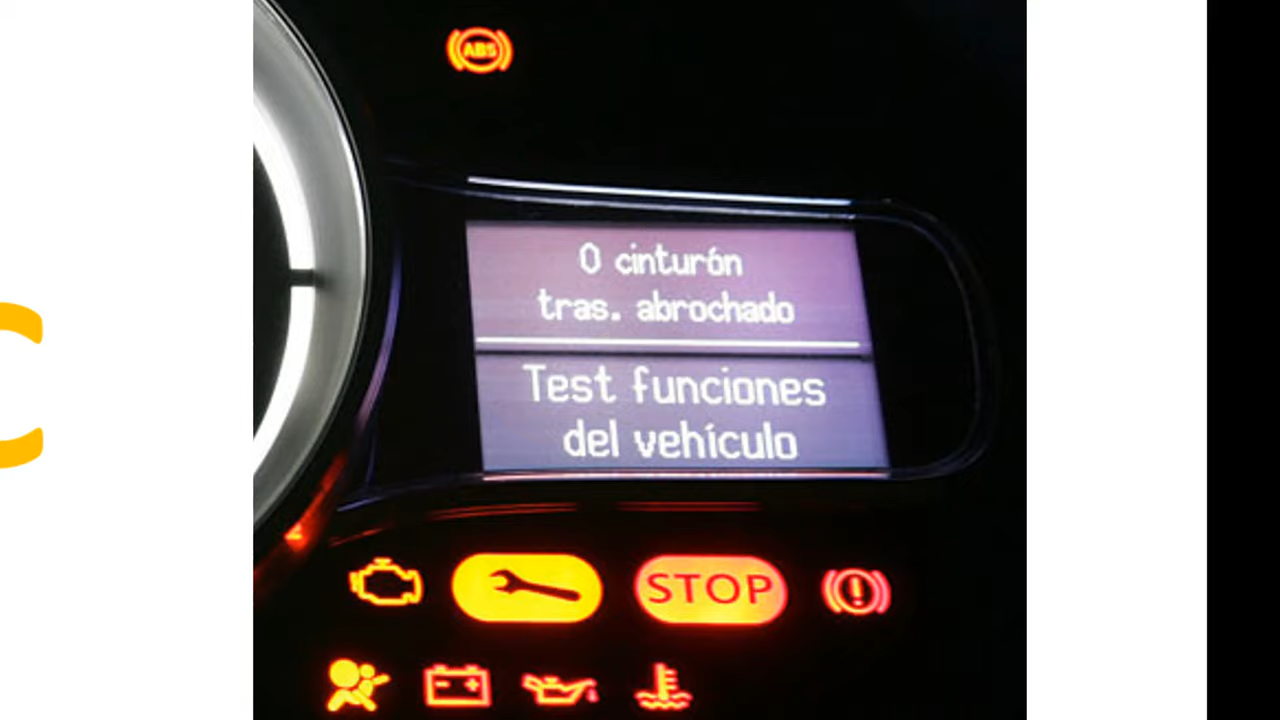 ABS
0 cinturón
tras. abrochado
Test funciones
del vehículo
STOP